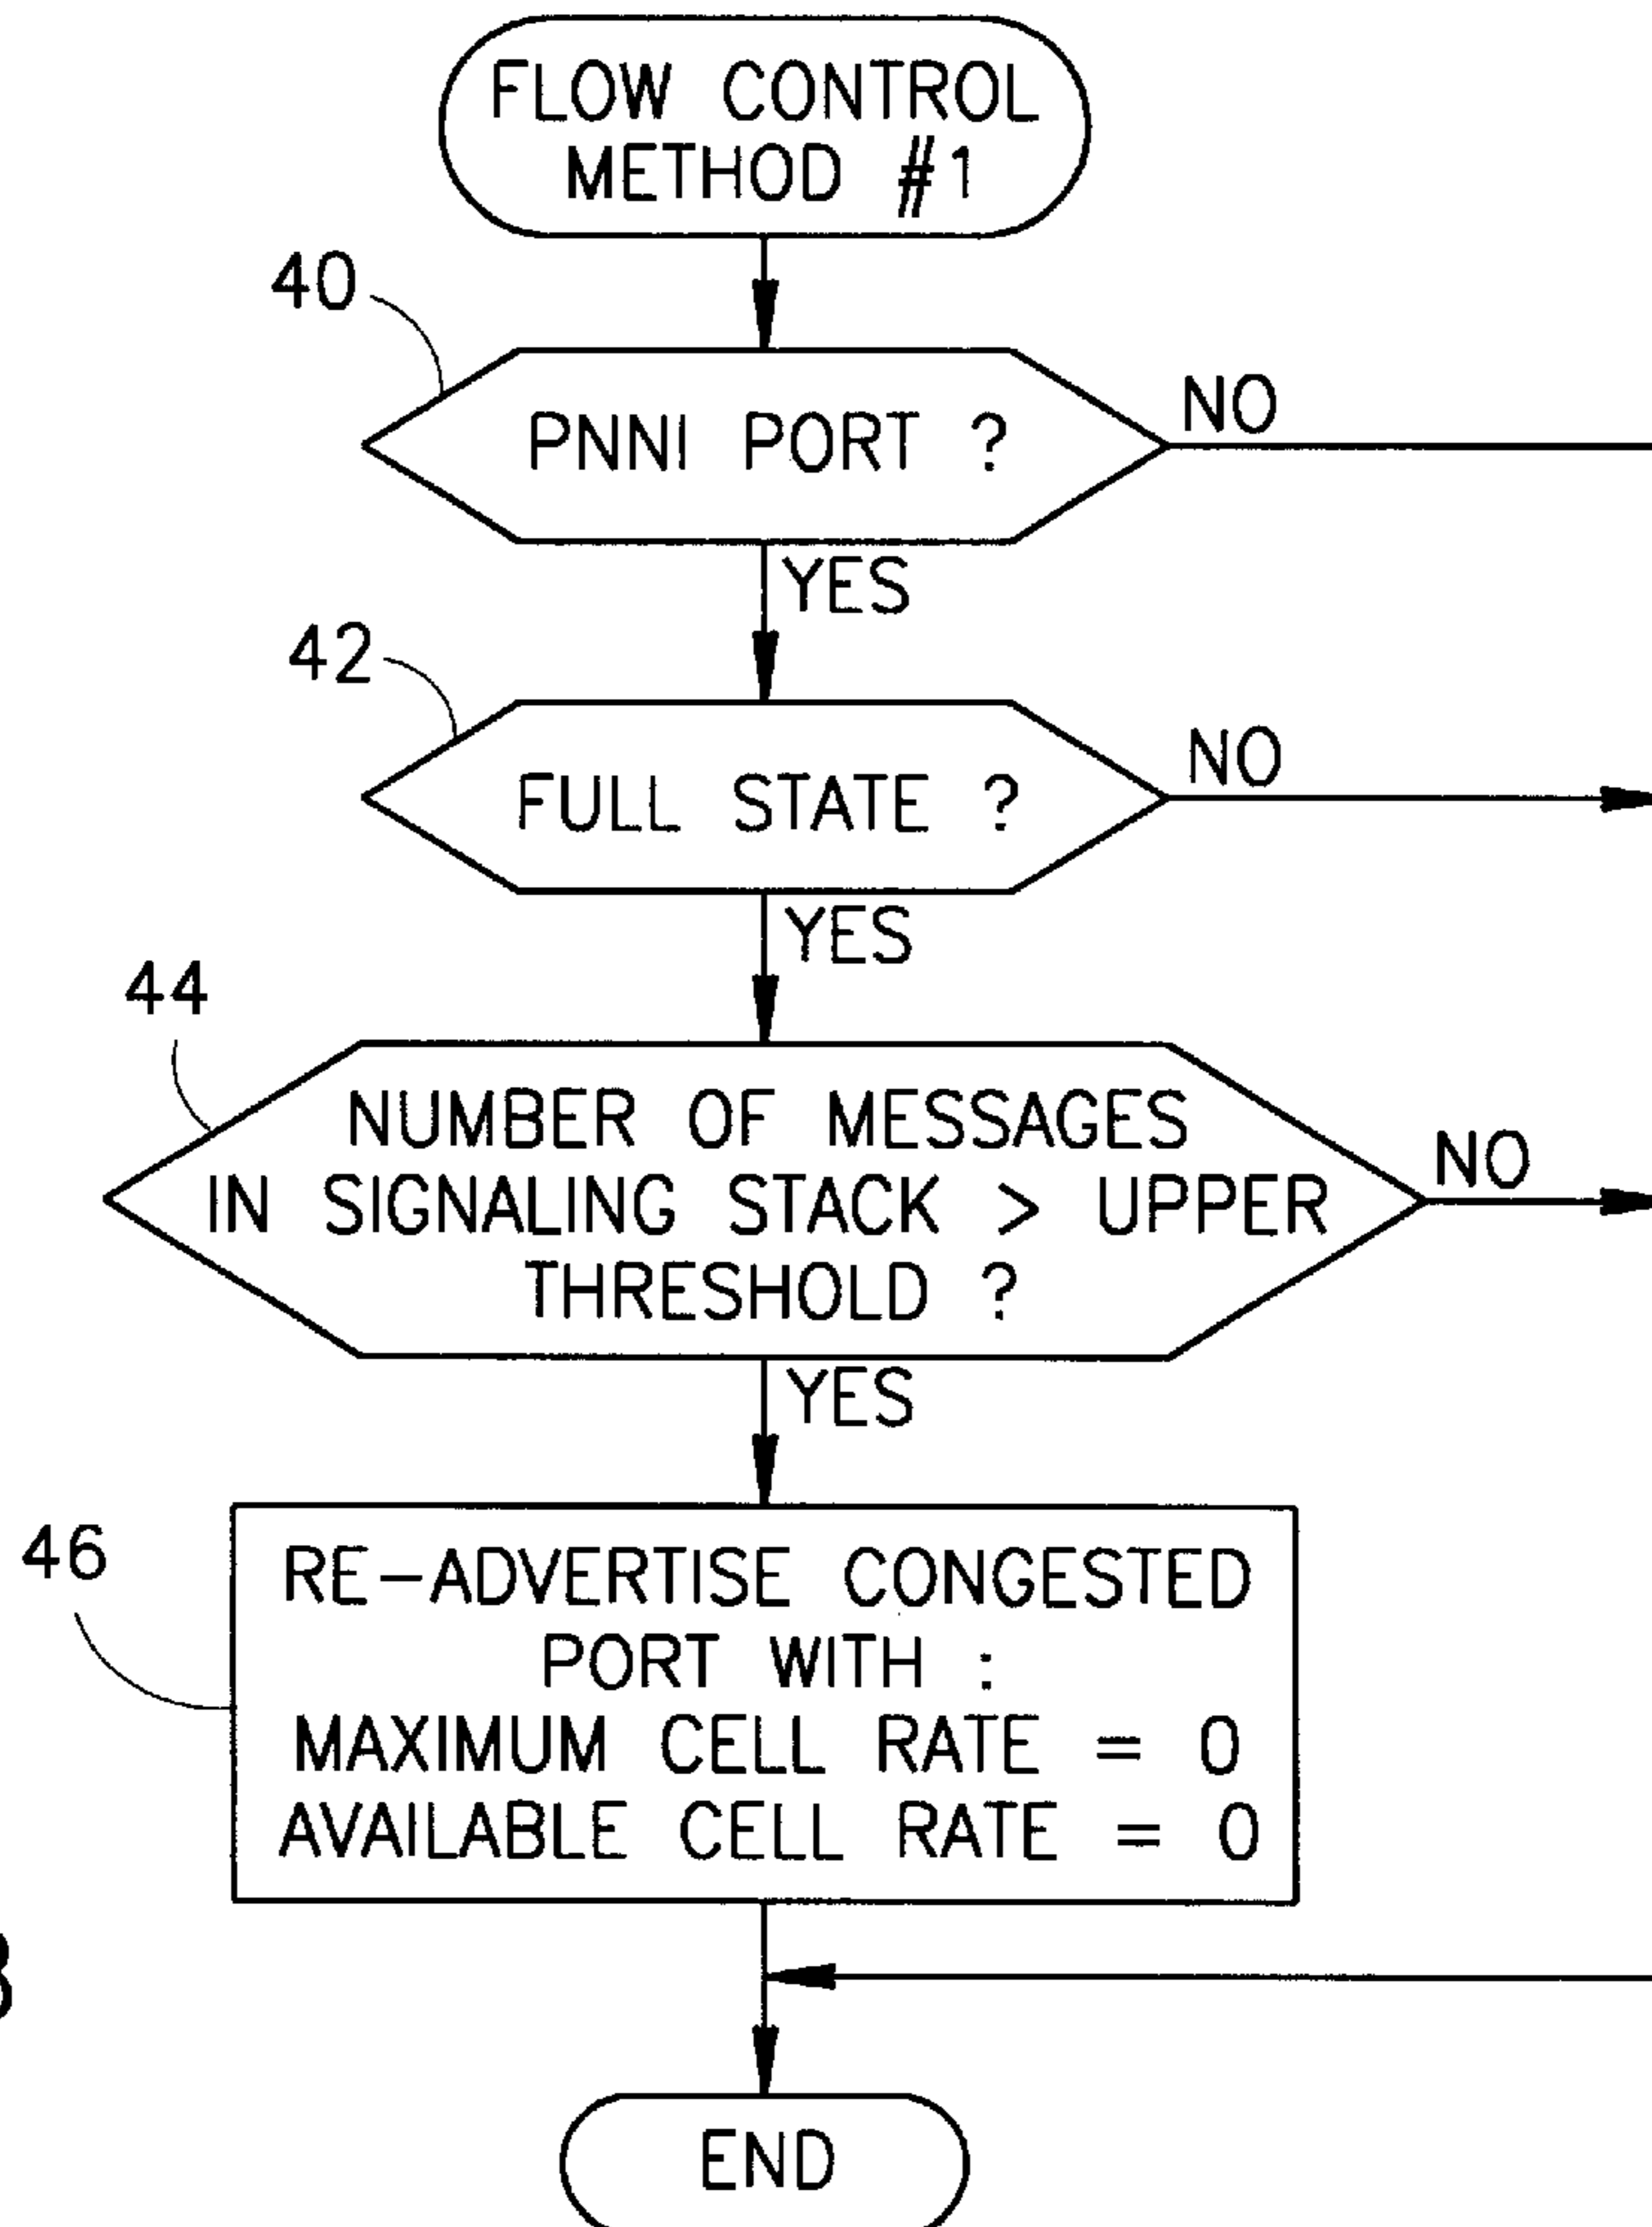 FLOW CONTROL
METHOD #1
40
PNNI PORT ?
NO
YES
42
FULL STATE ?
NO
YES
44
NUMBER OF MESSAGES
IN SIGNALING STACK > UPPER
THRESHOLD ?
NO
YES
46
RE-ADVERTISE CONGESTED
PORT WITH :
MAXIMUM CELL RATE = 0
AVAILABLE CELL RATE = 0
END